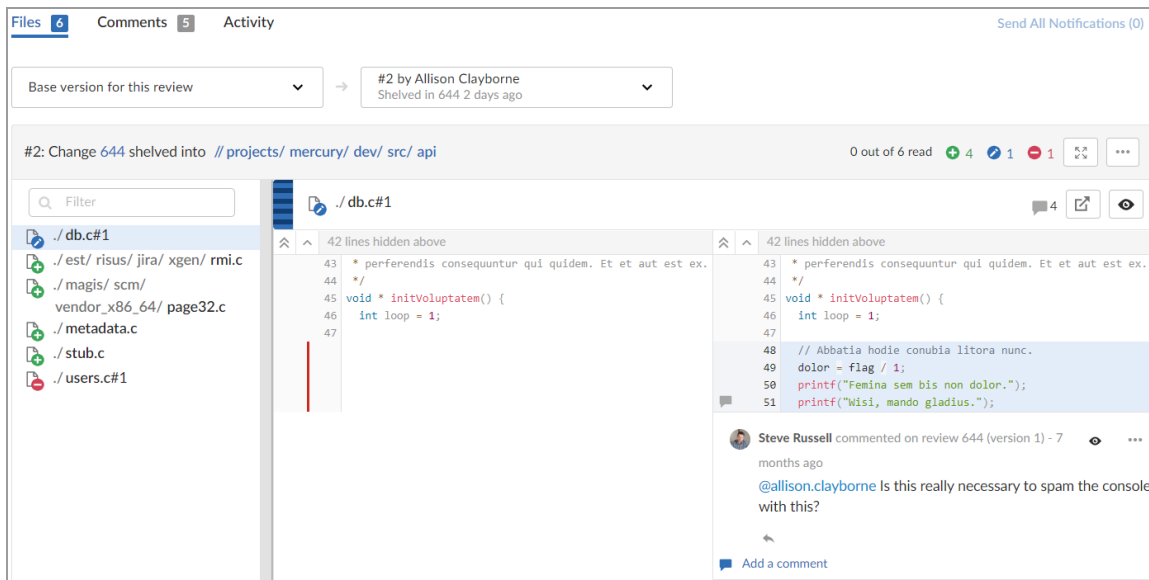 Files 6 Comments 5 Activity Send All Notifications (0)
Base version for this review
#2 by Allison Clayborne
Shelved in 644 2 days ago
#2: Change 644 shelved into // projects/ mercury/ dev/ src/ api 0 out of 6 read 4 1 1
Filter
./ db.c#1
./ est/ risus/ jira/ xgen/ rmi.c
./ magis/ scm/
vendor_x86_64/ page32.c
./ metadata.c
./ stub.c
./ users.c#1
./ db.c#1 4
42 lines hidden above
43 * perferendis consequuntur qui quidem. Et et aut est ex.
44 */
45 void * initVoluptatem() {
46 int loop = 1;
47
42 lines hidden above
43 * perferendis consequuntur qui quidem. Et et aut est ex.
44 */
45 void * initVoluptatem() {
46 int loop = 1;
47
48 // Abbatia hodie conubia litora nunc.
49 dolor = flag / 1;
50 printf("Femina sem bis non dolor.");
51 printf("Wisi, mando gladius.");
Steve Russell commented on review 644 (version 1) - 7
months ago
@allison.clayborne Is this really necessary to spam the console
with this?
Add a comment